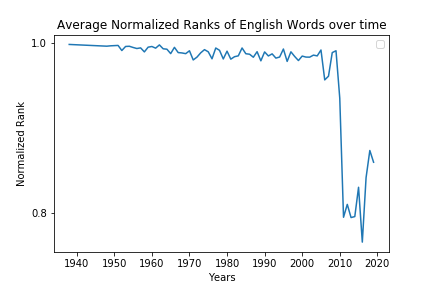 Average Normalized Ranks of English Words over time
1.0
0.8
Normalized Rank
1940 1950 1960 1970 1980 1990 2000 2010 2020
Years